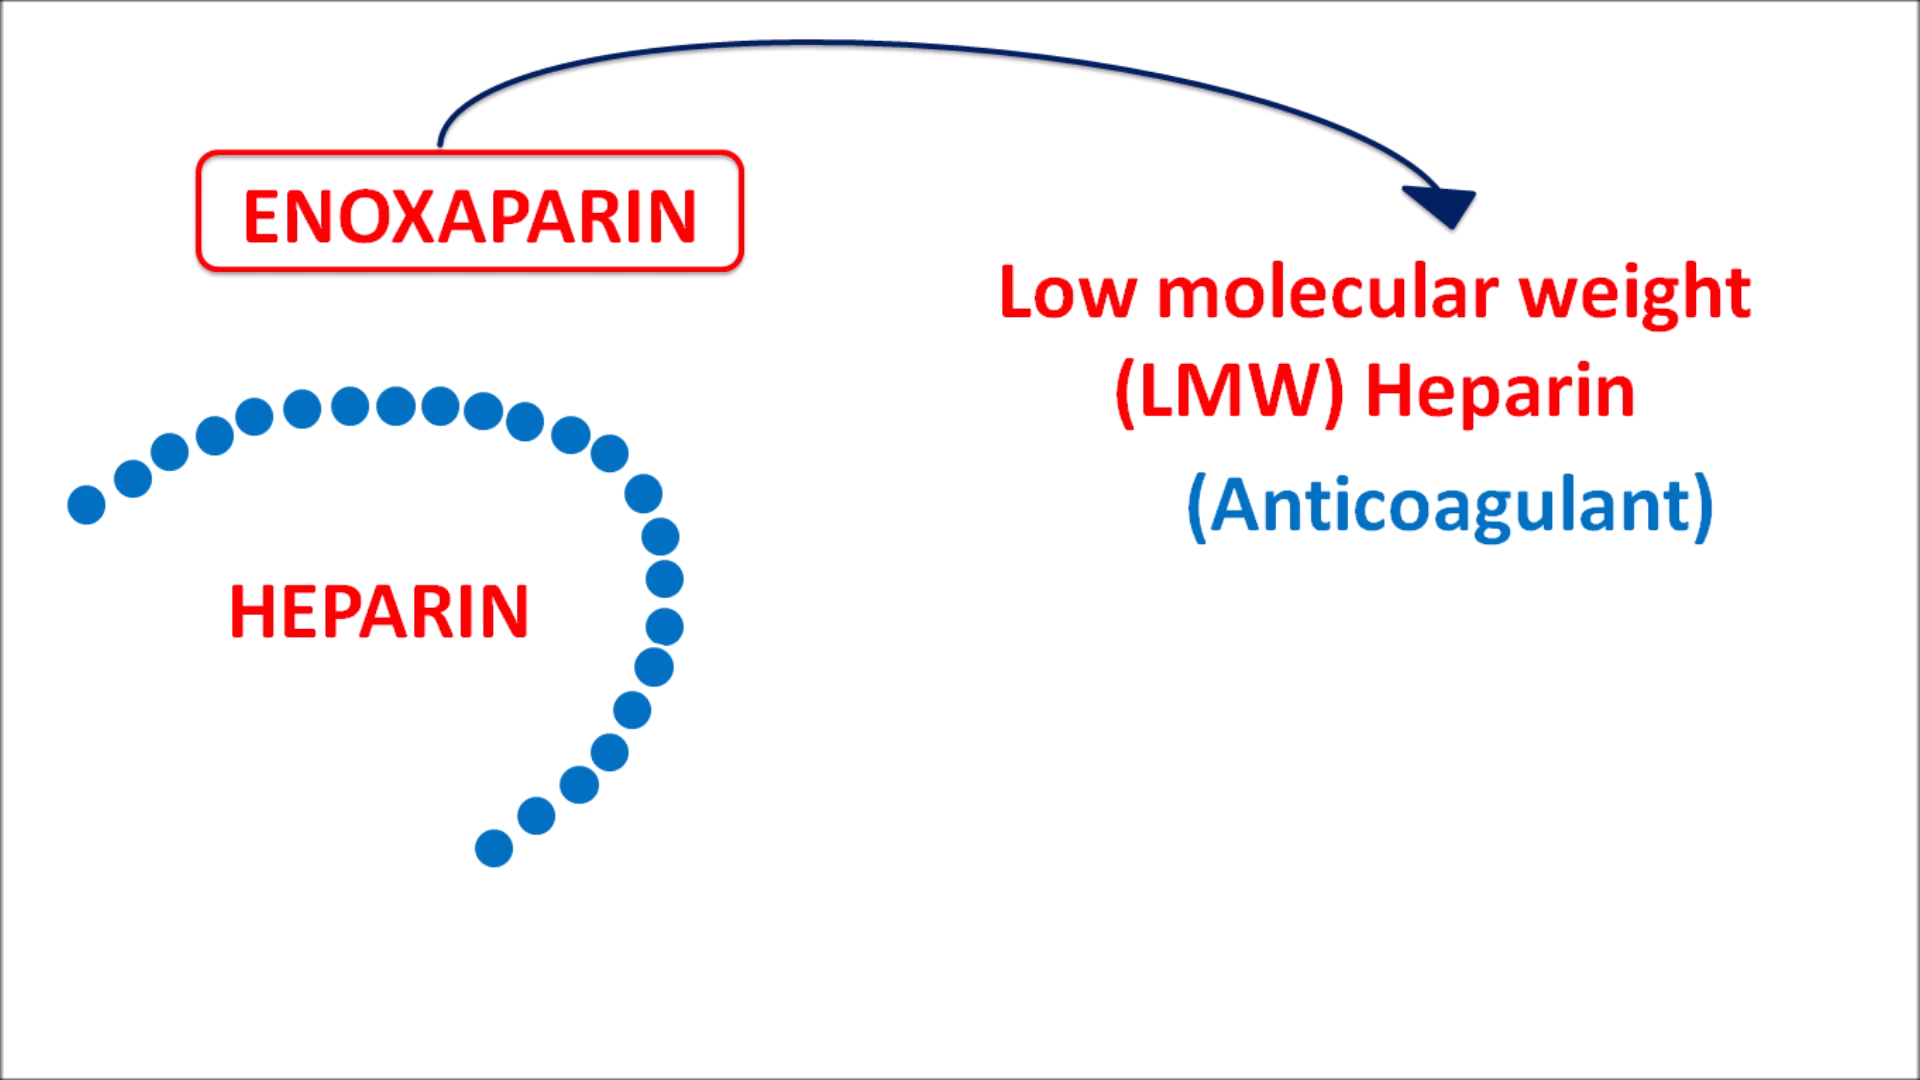 ENOXAPARIN
Low molecular weight
(LMW) Heparin
(Anticoagulant)
HEPARIN